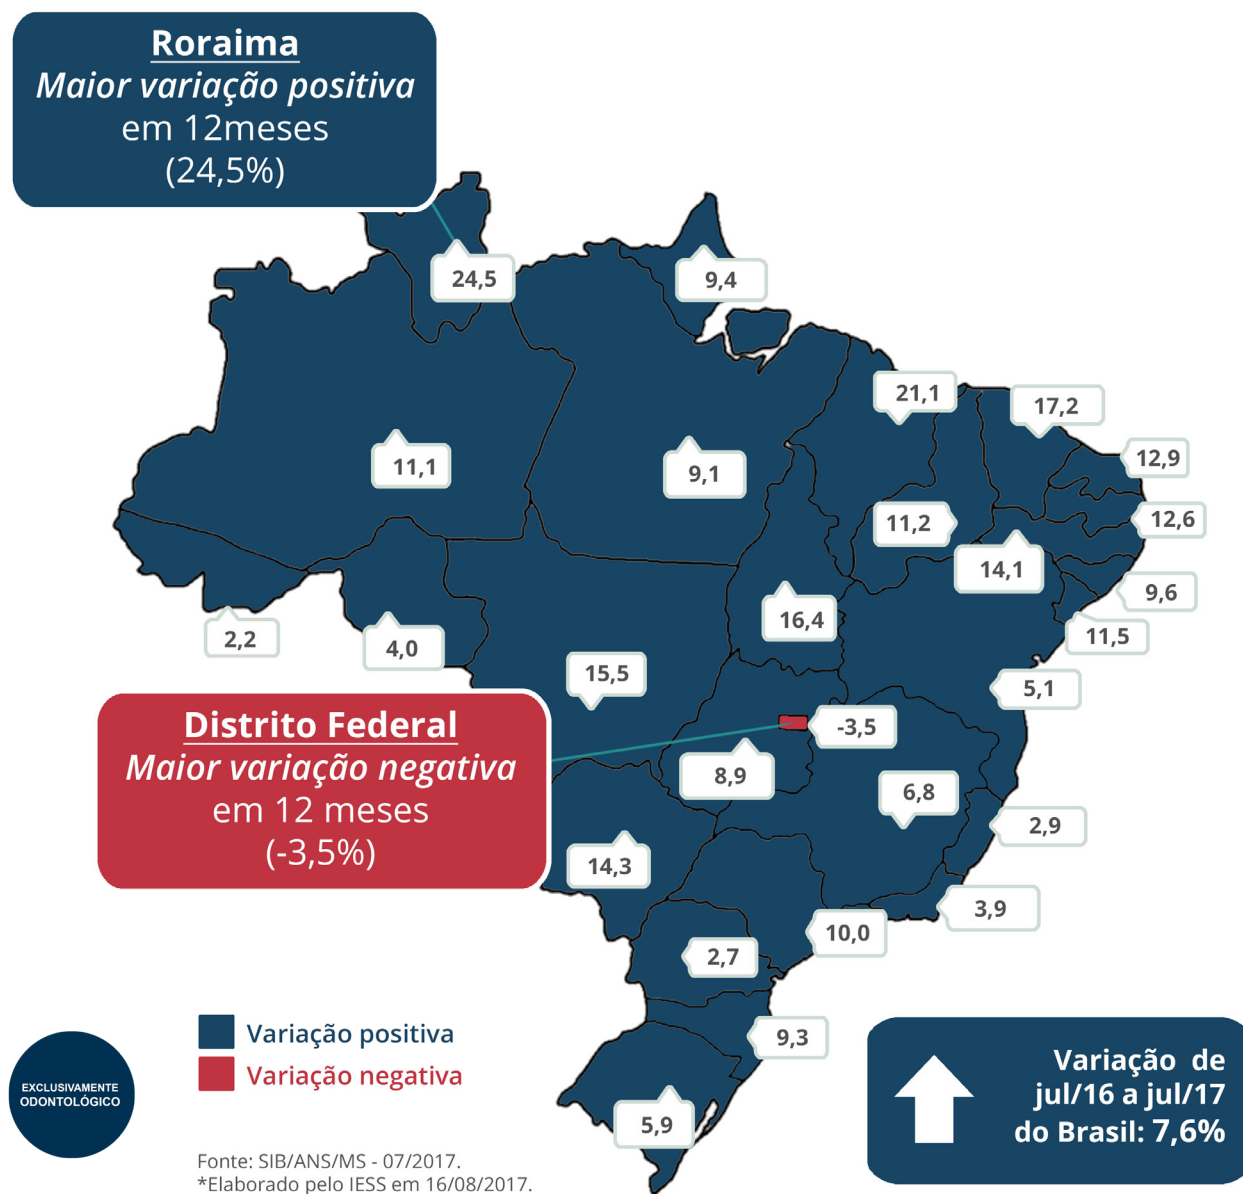 Roraima
Maior variação positiva
em 12meses
(24,5%)
24,5
9,4
21,1
17,2
11,1
9,1
12,9
11,2
12,6
14,1
9,6
16,4
2,2
4,0
11,5
15,5
5,1
Distrito Federal
Maior variação negativa
em 12 meses
(-3,5%)
-3,5
8,9
6,8
2,9
14,3
3,9
10,0
2,7
9,3
5,9
Variação positiva
Variação negativa
EXCLUSIVAMENTE
ODONTOLÓGICO
Variação de
jul/16 a jul/17
do Brasil: 7,6%
Fonte: SIB/ANS/MS - 07/2017.
*Elaborado pelo IESS em 16/08/2017.